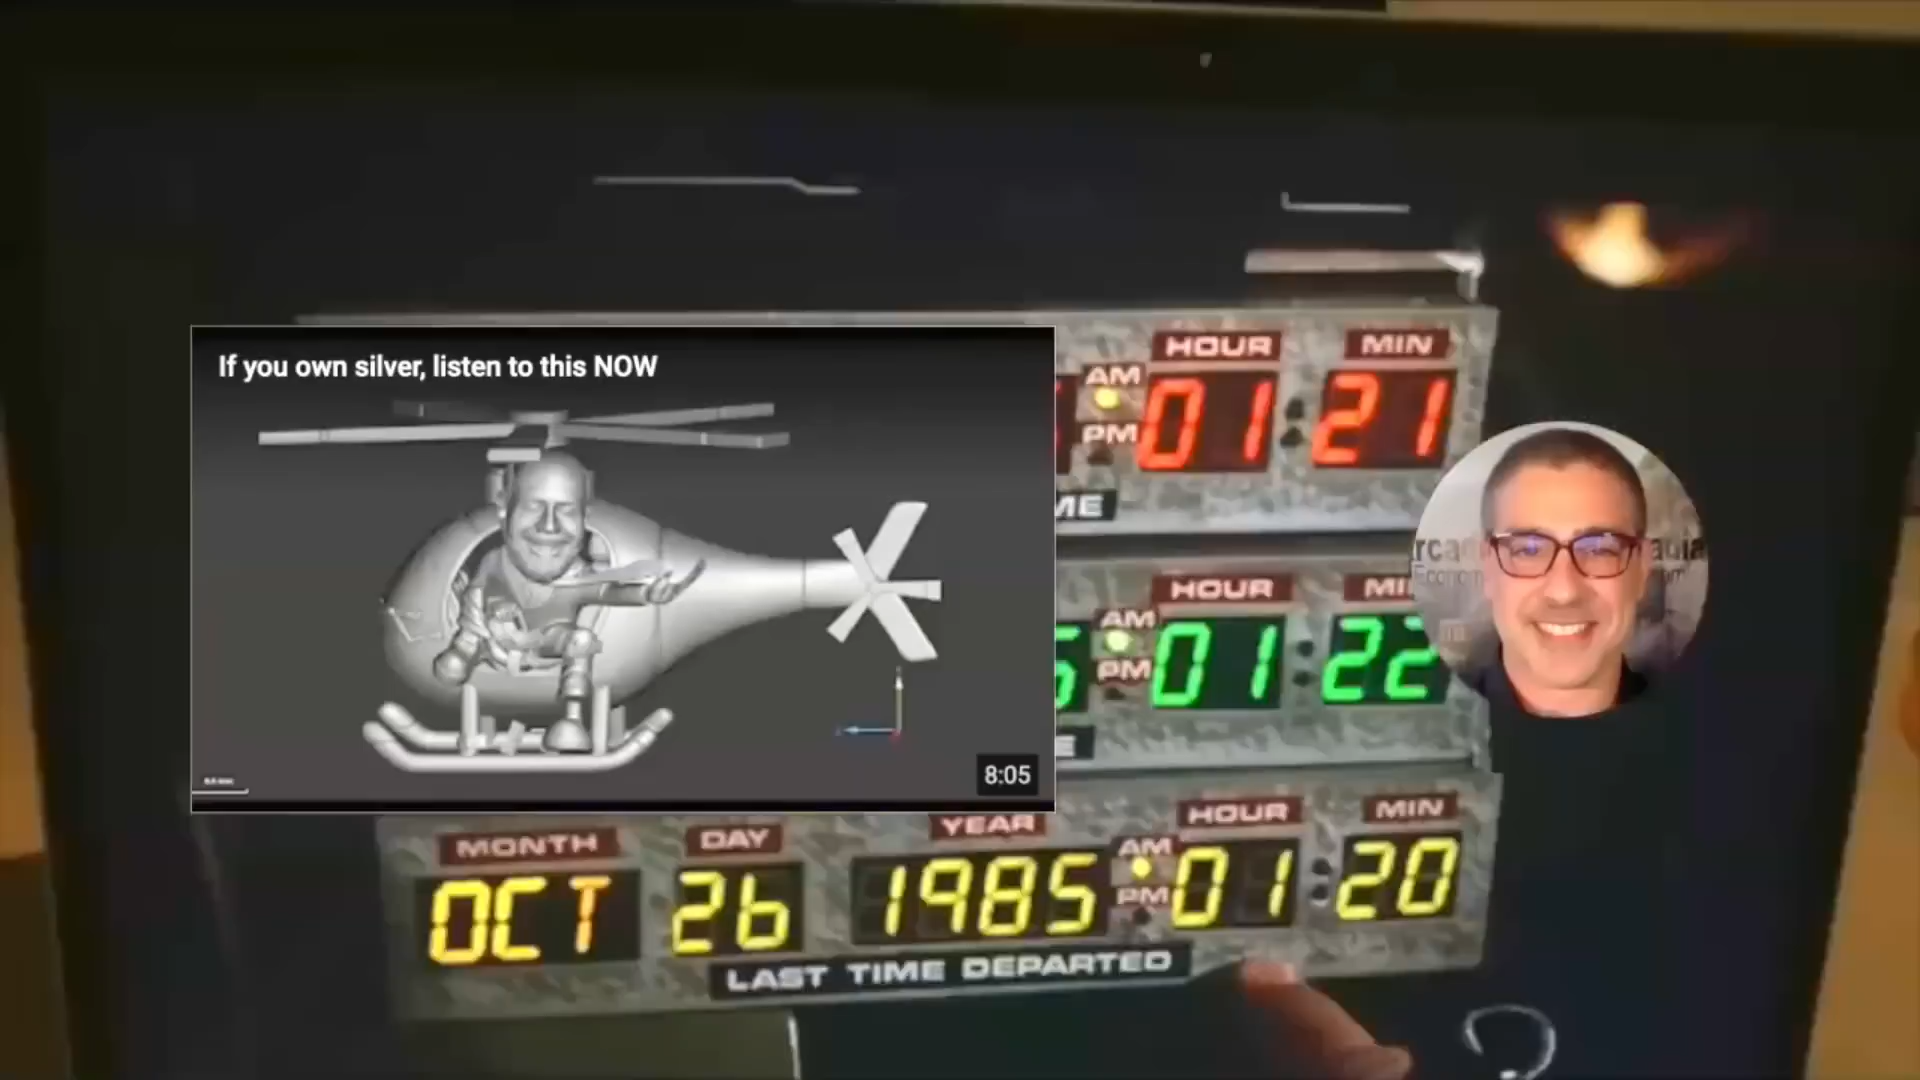 If you own silver, listen to this NOW
8:05
HOUR MIN
AM
PM
01 21
ME
HOUR
AM
PM
01 22
MONTH DAY YEAR HOUR MIN
AM
PM
OCT 26 1985 01 20
LAST TIME DEPARTED